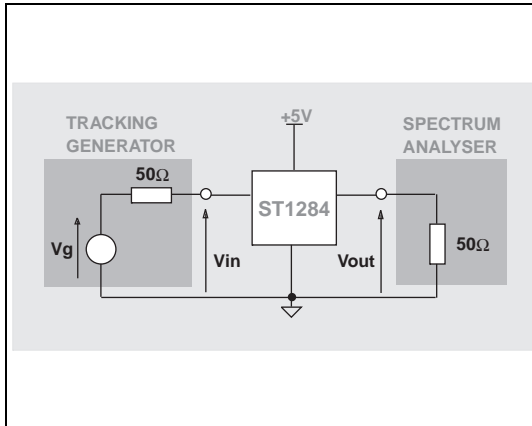 +5V
TRACKING
GENERATOR
SPECTRUM
ANALYSER
50Ω
ST1284
Vg
Vin
Vout
50Ω